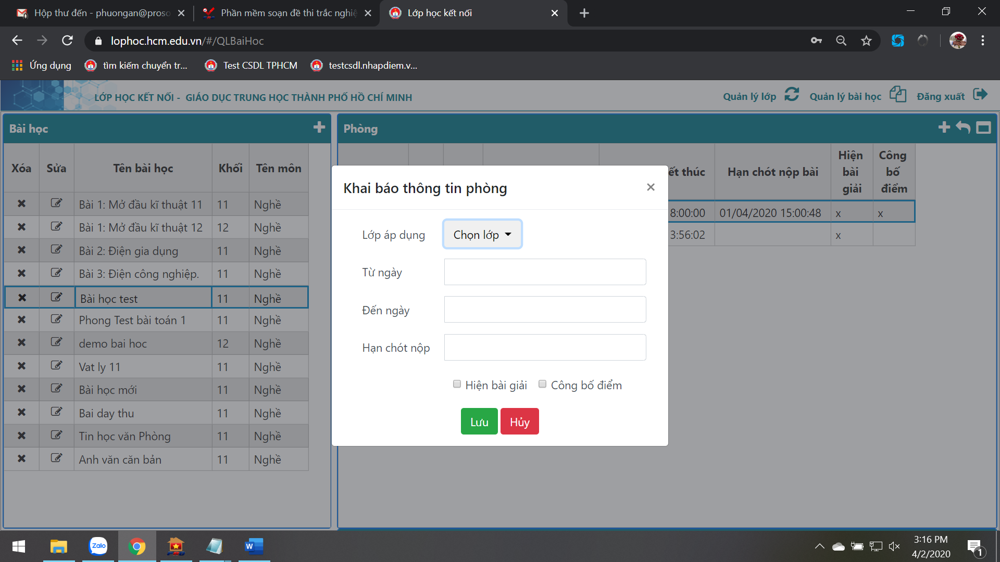 Hộp thư đến - phuongan@proso
Phần mềm soạn đề thi trắc nghiệ
Lớp học kết nối
lophoc.hcm.edu.vn/#/QLBaiHoc
Ứng dụng
tìm kiếm chuyển tr...
Test CSDL TPHCM
testcsdl.nhapdiem.v...
LỚP HỌC KẾT NỐI - GIÁO DỤC TRUNG HỌC THÀNH PHỐ HỒ CHÍ MINH
Quản lý lớp
Quản lý bài học
Đăng xuất
Bài học
Xóa Sửa Tên bài học Khối Tên môn
Bài 1: Mở đầu kĩ thuật 11 11 Nghề
Bài 1: Mở đầu kĩ thuật 12 12 Nghề
Bài 2: Điện gia dụng 11 Nghề
Bài 3: Điện công nghiệp. 11 Nghề
Bài học test 11 Nghề
Phong Test bài toán 1 11 Nghề
demo bai hoc 12 Nghề
Vat ly 11 11 Nghề
Bài học mới 11 Nghề
Bai day thu 11 Nghề
Tin học văn Phòng 11 Nghề
Anh văn căn bản 11 Nghề
Phòng
ết thúc
Hạn chót nộp bài
Hiện
bài
giải
Công
bố
điểm
8:00:00 01/04/2020 15:00:48 x x
3:56:02 x
Khai báo thông tin phòng
×
Lớp áp dụng
Chọn lớp
Từ ngày
Đến ngày
Hạn chót nộp
Hiện bài giải
Công bố điểm
Lưu
Hủy
Zalo
PRO
W
3:16 PM
4/2/2020
1